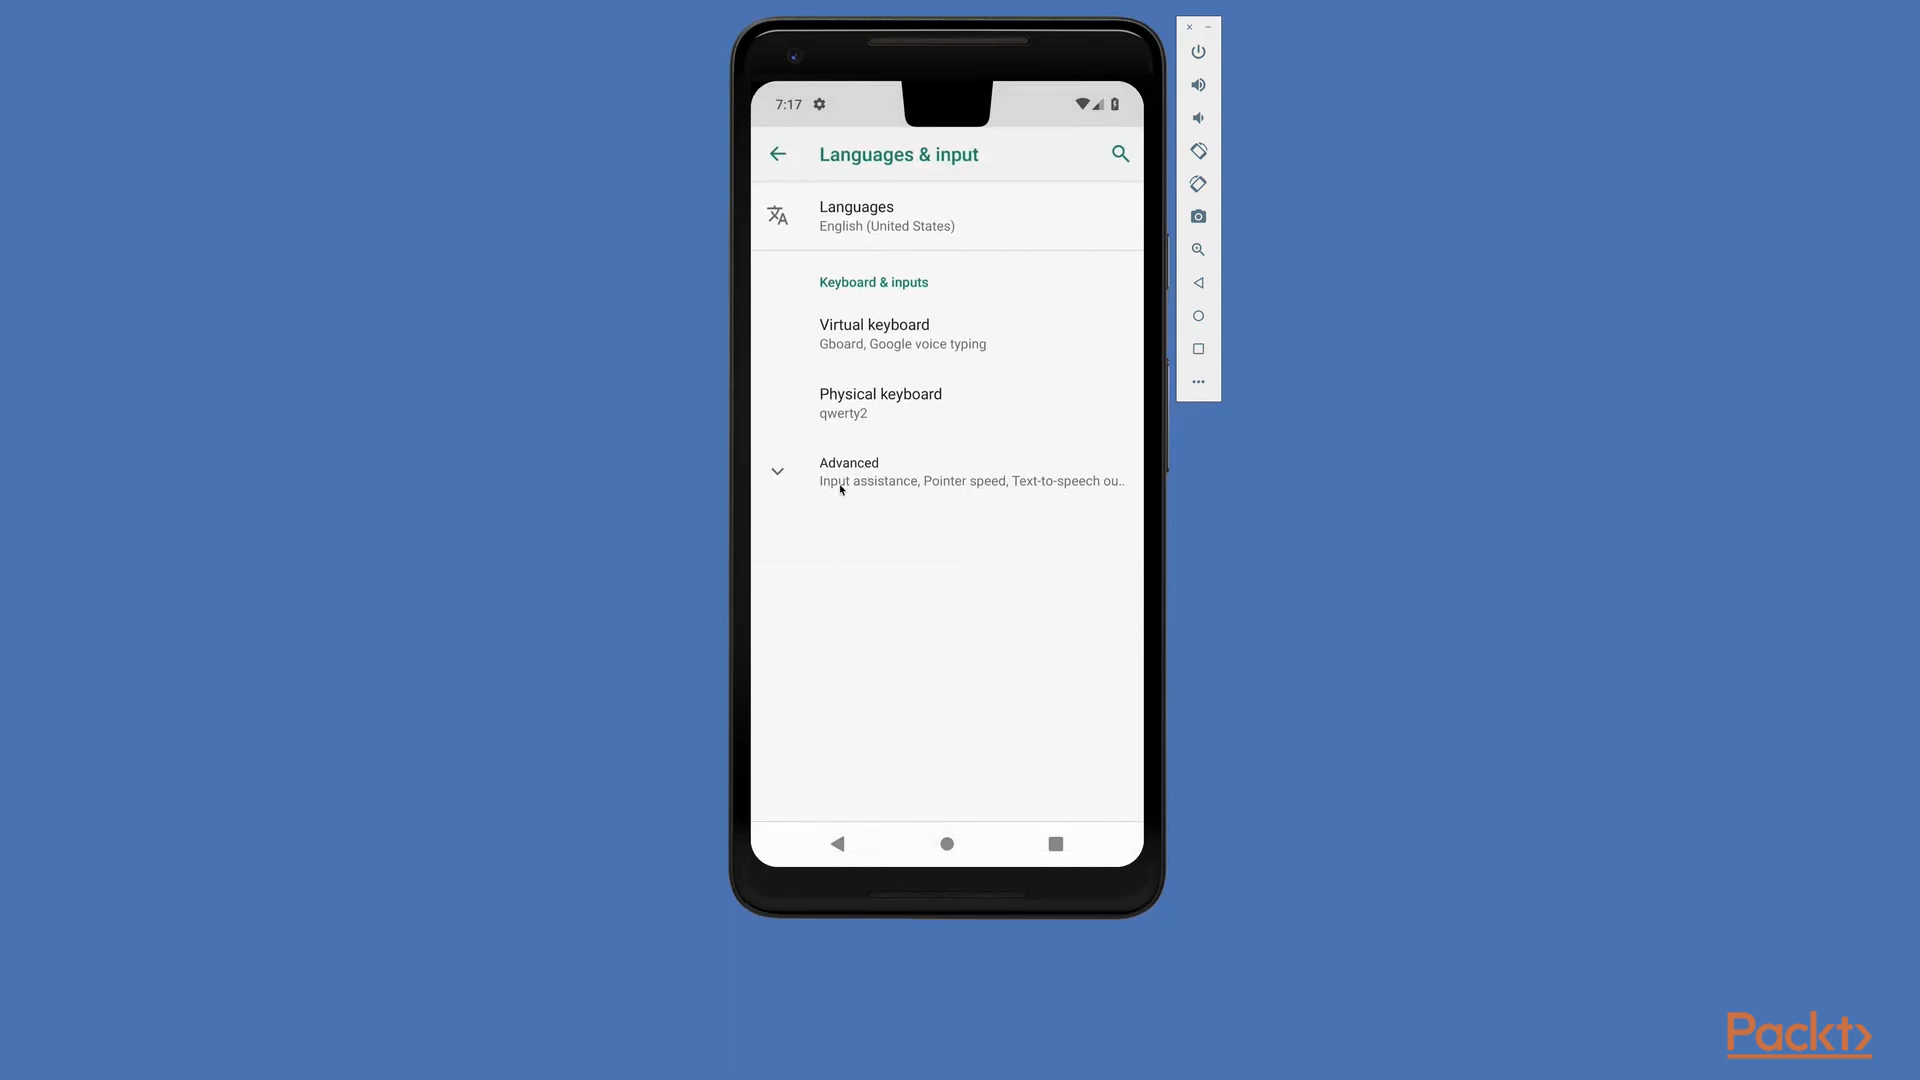 7:17
Languages & input
Languages
English (United States)
Keyboard & inputs
Virtual keyboard
Gboard, Google voice typing
Physical keyboard
qwerty2
Advanced
Input assistance, Pointer speed, Text-to-speech ou..
Packt